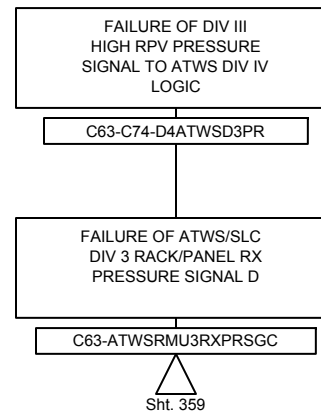 FAILURE OF DIV III
HIGH RPV PRESSURE
SIGNAL TO ATWS DIV IV
LOGIC
C63-C74-D4ATWSD3PR
FAILURE OF ATWS/SLC
DIV 3 RACK/PANEL RX
PRESSURE SIGNAL D
C63-ATWSRMU3RXPRSGC
Sht. 359